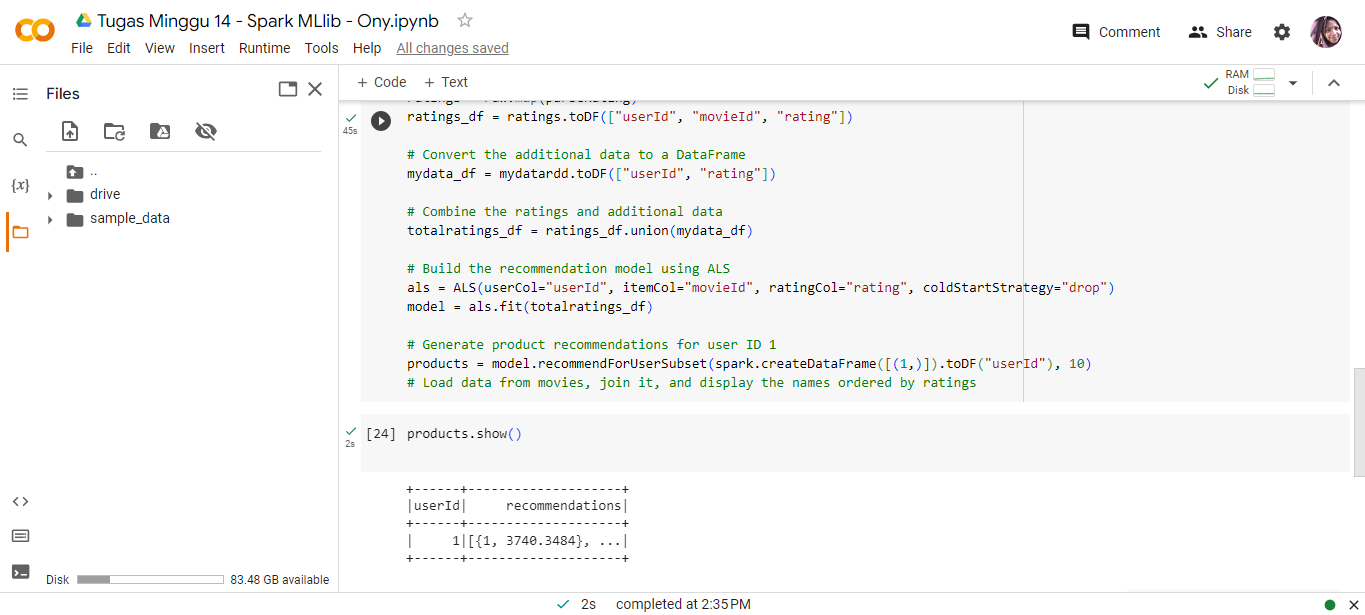 Tugas Minggu 14 - Spark MLlib - Ony.ipynb
File Edit View Insert Runtime Tools Help All changes saved
Comment Share
Files
+ Code + Text
RAM
Disk
{x}
..
drive
sample_data
Disk 83.48 GB available
45s
ratings_df = ratings.toDF(["userId", "movieId", "rating"])
# Convert the additional data to a DataFrame
mydata_df = mydatardd.toDF(["userId", "rating"])
# Combine the ratings and additional data
totalratings_df = ratings_df.union(mydata_df)
# Build the recommendation model using ALS
als = ALS(userCol="userId", itemCol="movieId", ratingCol="rating", coldStartStrategy="drop")
model = als.fit(totalratings_df)
# Generate product recommendations for user ID 1
products = model.recommendForUserSubset(spark.createDataFrame([(1,)]).toDF("userId"), 10)
# Load data from movies, join it, and display the names ordered by ratings
2s
[24] products.show()
+------+--------------------+
|userId|     recommendations|
+------+--------------------+
|     1|[{1, 3740.3484}, ...|
+------+--------------------+
2s completed at 2:35 PM